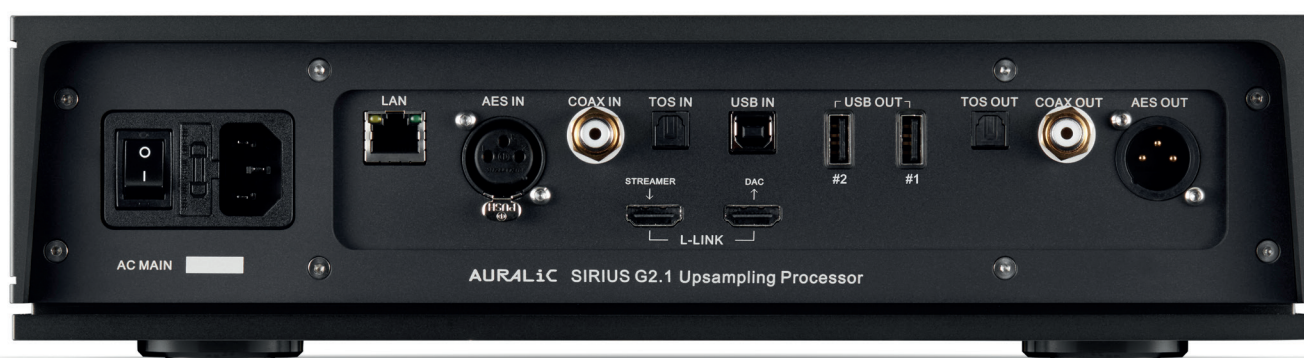 LAN
AES IN
COAX IN
TOS IN
USB IN
USB OUT
TOS OUT
COAX OUT
AES OUT
#2
#1
STREAMER
DAC
L-LINK
PUSH
O
I
AC MAIN
AURALiC SIRIUS G2.1 Upsampling Processor